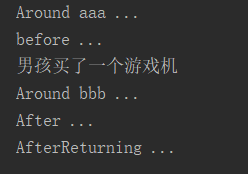 Around aaa ...
before ...
男孩买了一个游戏机
Around bbb ...
After ...
AfterReturning ...